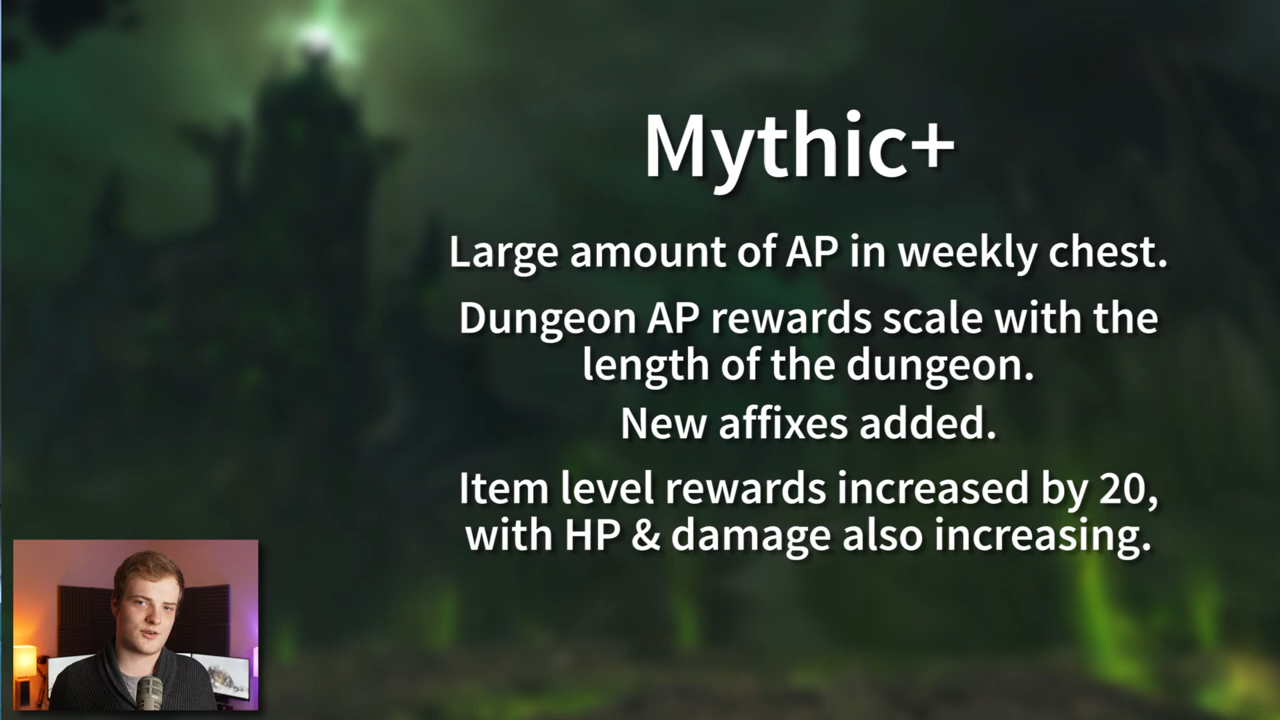 Mythic+
Large amount of AP in weekly chest.
Dungeon AP rewards scale with the
length of the dungeon.
New affixes added.
Item level rewards increased by 20,
with HP & damage also increasing.